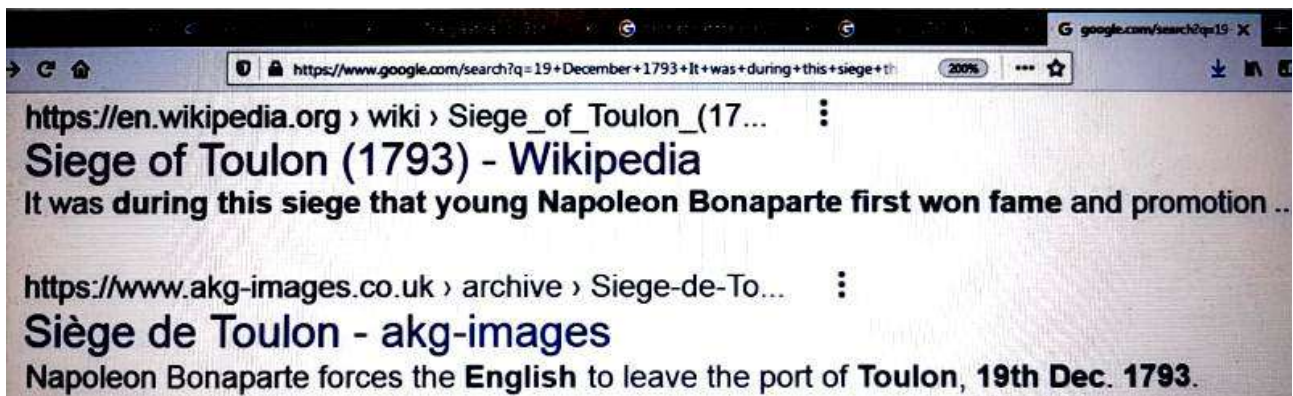 G google.com/search?q=19 X
https://www.google.com/search?q=19+December+1793+It+was+during+this+siege+th 200%
https://en.wikipedia.org › wiki › Siege_of_Toulon_(17...
Siege of Toulon (1793) - Wikipedia
It was during this siege that young Napoleon Bonaparte first won fame and promotion ...
https://www.akg-images.co.uk › archive › Siege-de-To...
Siège de Toulon - akg-images
Napoleon Bonaparte forces the English to leave the port of Toulon, 19th Dec. 1793.